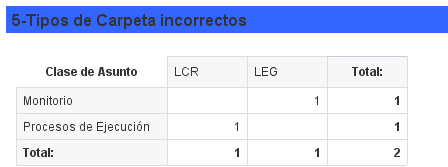 5-Tipos de Carpeta incorrectos
Clase de Asunto LCR LEG Total:
Monitorio 1 1
Procesos de Ejecución 1 1
Total: 1 1 2